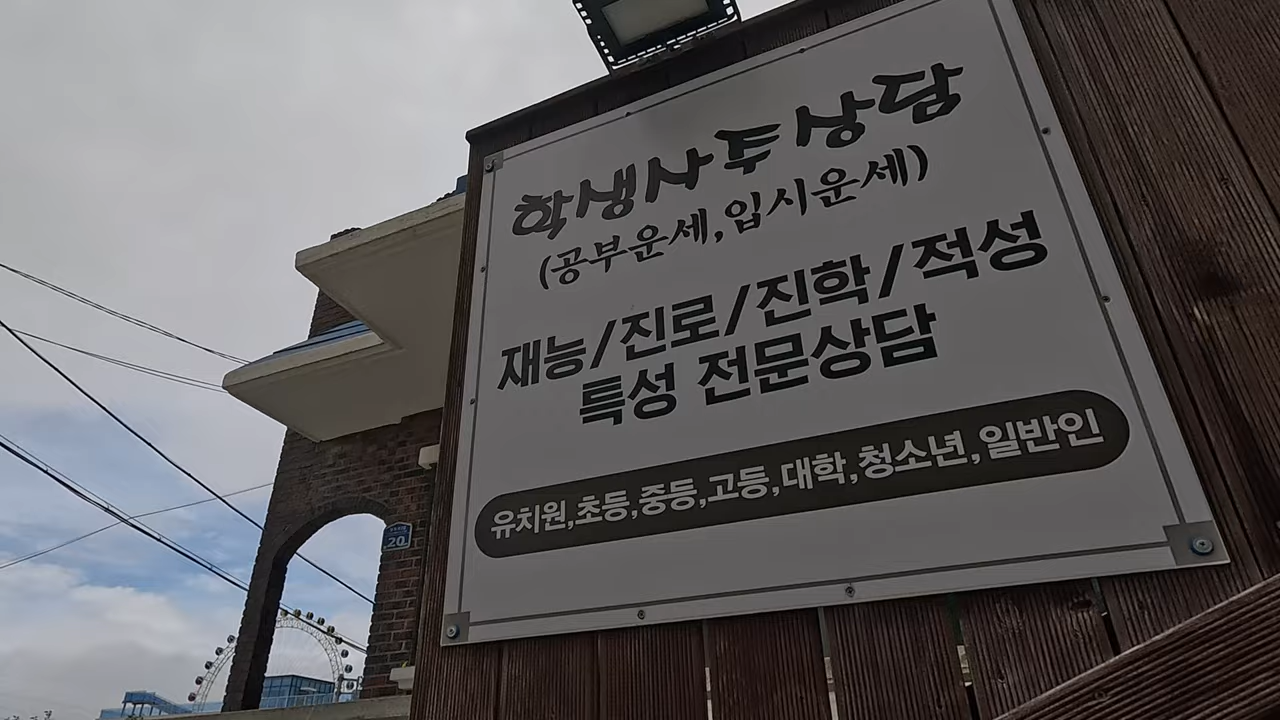 학생사주상담
(공부운세,입시운세)
재능/진로/진학/적성
특성 전문상담
유치원,초등,중등,고등,대학,청소년,일반인
20